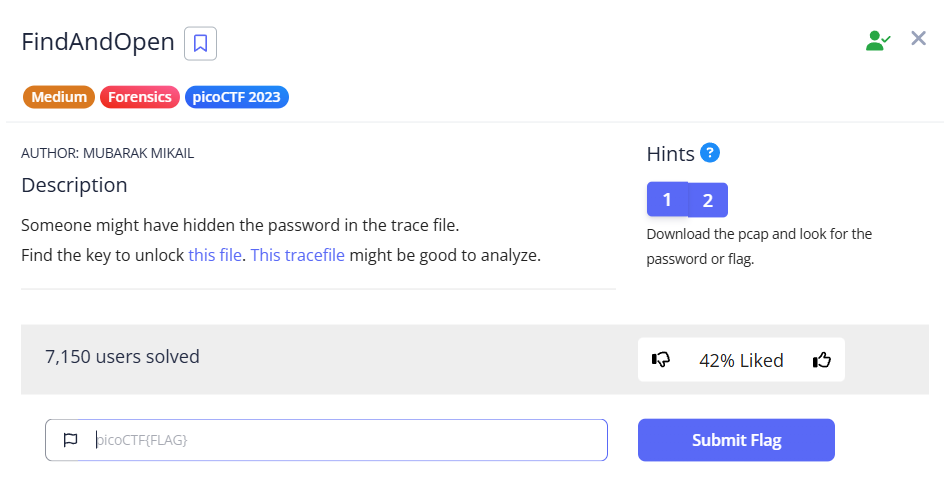 FindAndOpen
Medium Forensics picoCTF 2023
AUTHOR: MUBARAK MIKAIL
Description
Someone might have hidden the password in the trace file.
Find the key to unlock this file. This tracefile might be good to analyze.
Hints ?
1 2
Download the pcap and look for the
password or flag.
7,150 users solved
42% Liked
picoCTF{FLAG}
Submit Flag